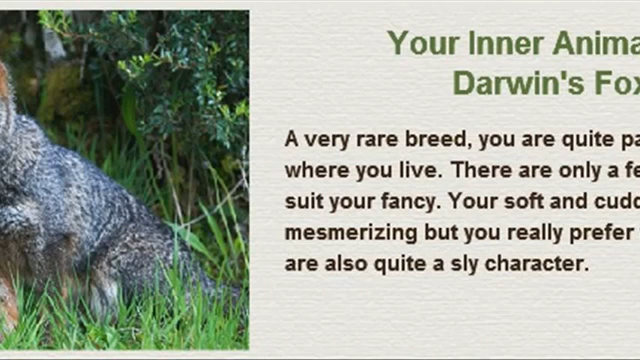 Your Inner Anima
Darwin's Fox
A very rare breed, you are quite pa
where you live. There are only a fe
suit your fancy. Your soft and cudd
mesmerizing but you really prefer
are also quite a sly character.